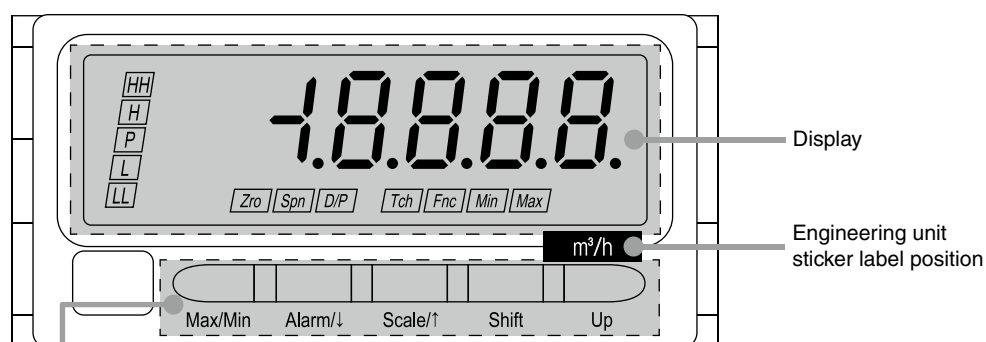 HH
H
P
L
LL
-1.8.8.8.8.
Zro Spn D/P Tch Fnc Min Max
Display
m³/h
Engineering unit
sticker label position
Max/Min Alarm/↓ Scale/↑ Shift Up